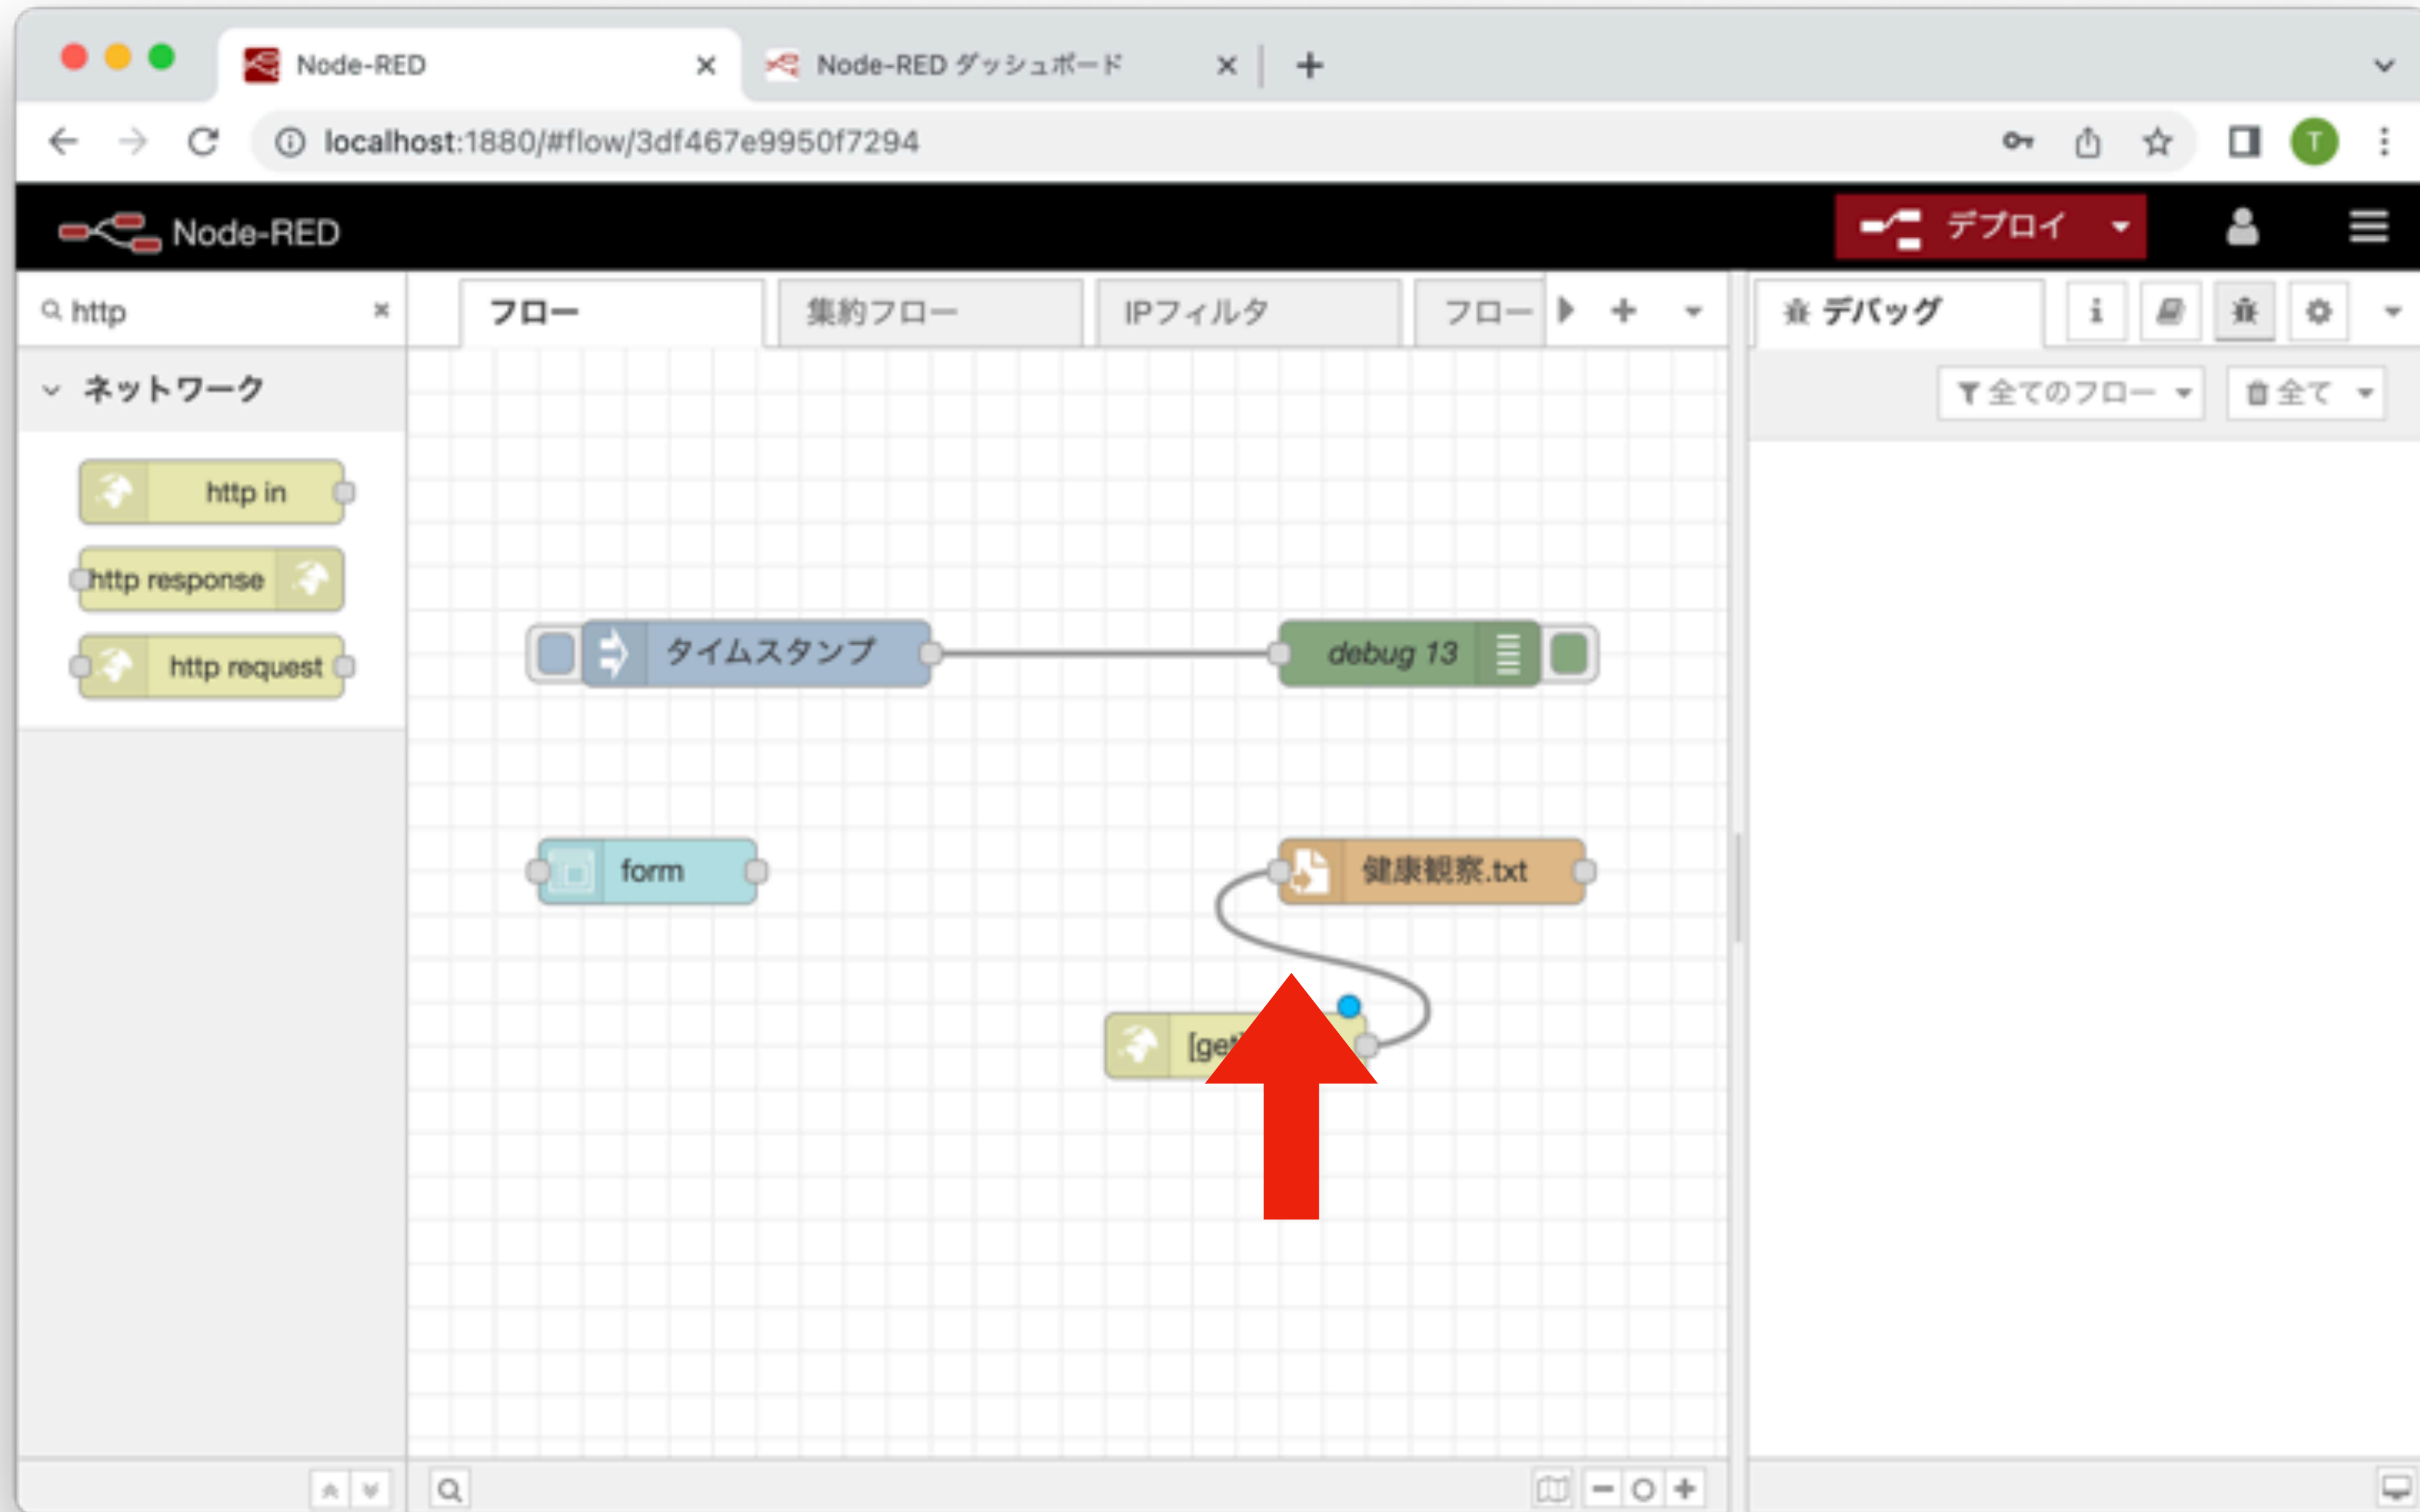 Node-RED
Node-RED ダッシュボード
localhost:1880/#flow/3df467e9950f7294
T
Node-RED
デプロイ
http
フロー
集約フロー
IPフィルタ
フロー
デバッグ
i
ネットワーク
全てのフロー
全て
http in
http response
http request
タイムスタンプ
debug 13
form
健康観察.txt
[get]